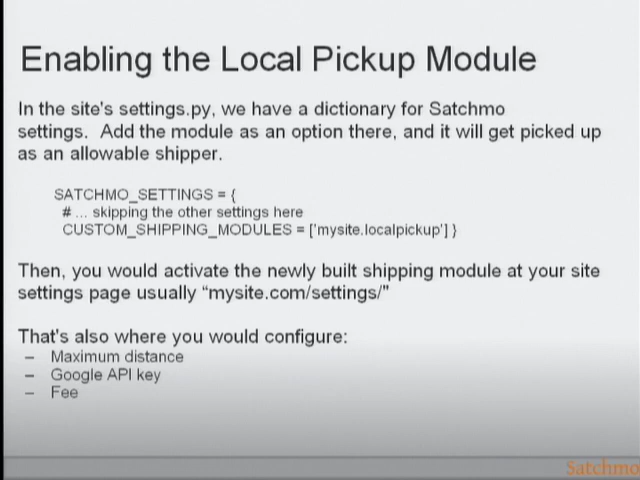 Enabling the Local Pickup Module
In the site's settings.py, we have a dictionary for Satchmo
settings.  Add the module as an option there, and it will get picked up
as an allowable shipper.
SATCHMO_SETTINGS = {
# ... skipping the other settings here
CUSTOM_SHIPPING_MODULES = ['mysite.localpickup'] }
Then, you would activate the newly built shipping module at your site
settings page usually “mysite.com/settings/”
That's also where you would configure:
– Maximum distance
– Google API key
– Fee
Satchmo